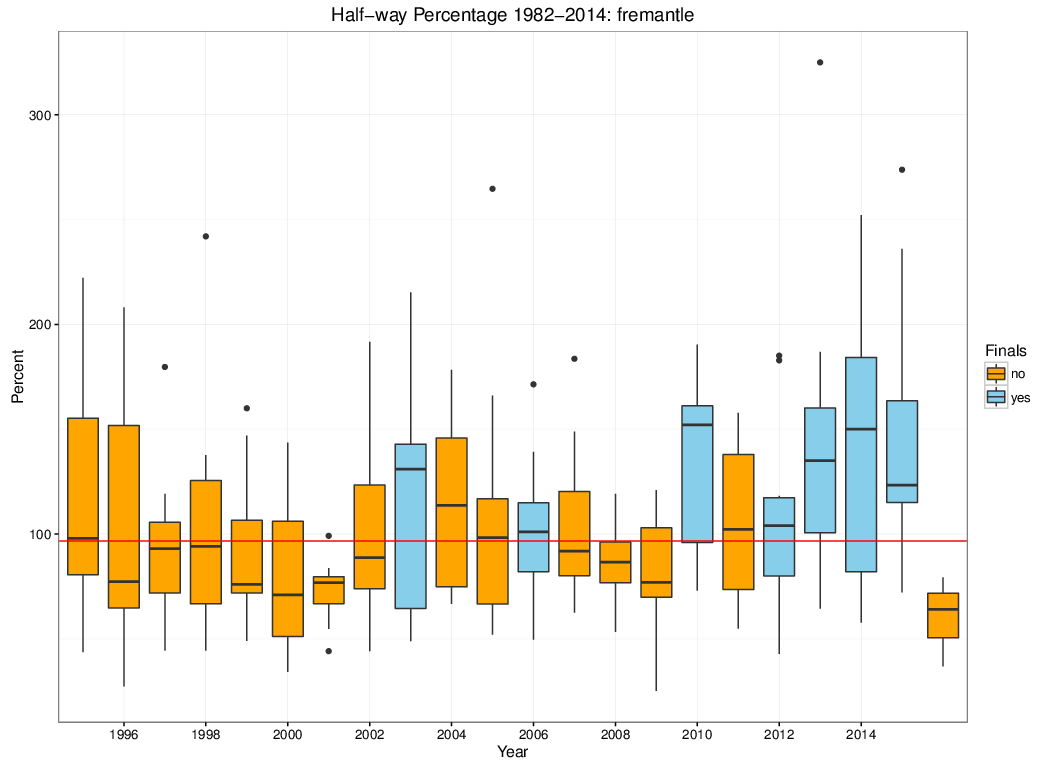 Half−way Percentage 1982−2014: fremantle
Percent
300
200
100
1996 1998 2000 2002 2004 2006 2008 2010 2012 2014
Year
Finals
no
yes